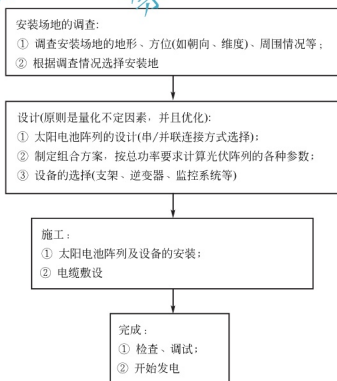 安装场地的调查:
① 调查安装场地的地形、方位(如朝向、维度)、周围情况等;
② 根据调查情况选择安装地
设计(原则是量化不定因素，并且优化):
① 太阳电池阵列的设计(串/并联连接方式选择);
② 制定组合方案，按总功率要求计算光伏阵列的各种参数;
③ 设备的选择(支架、逆变器、监控系统等)
施工:
① 太阳电池阵列及设备的安装;
② 电缆敷设
完成:
① 检查、调试;
② 开始发电